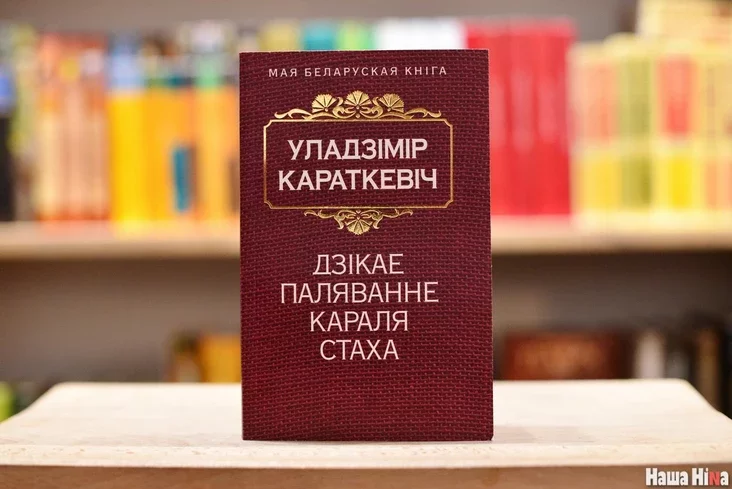 МАЯ БЕЛАРУСКАЯ КНІГА
УЛАДЗІМІР
КАРАТКЕВІЧ
ДЗІКАЕ
ПАЛЯВАННЕ
КАРАЛЯ
СТАХА
Наша Ніва